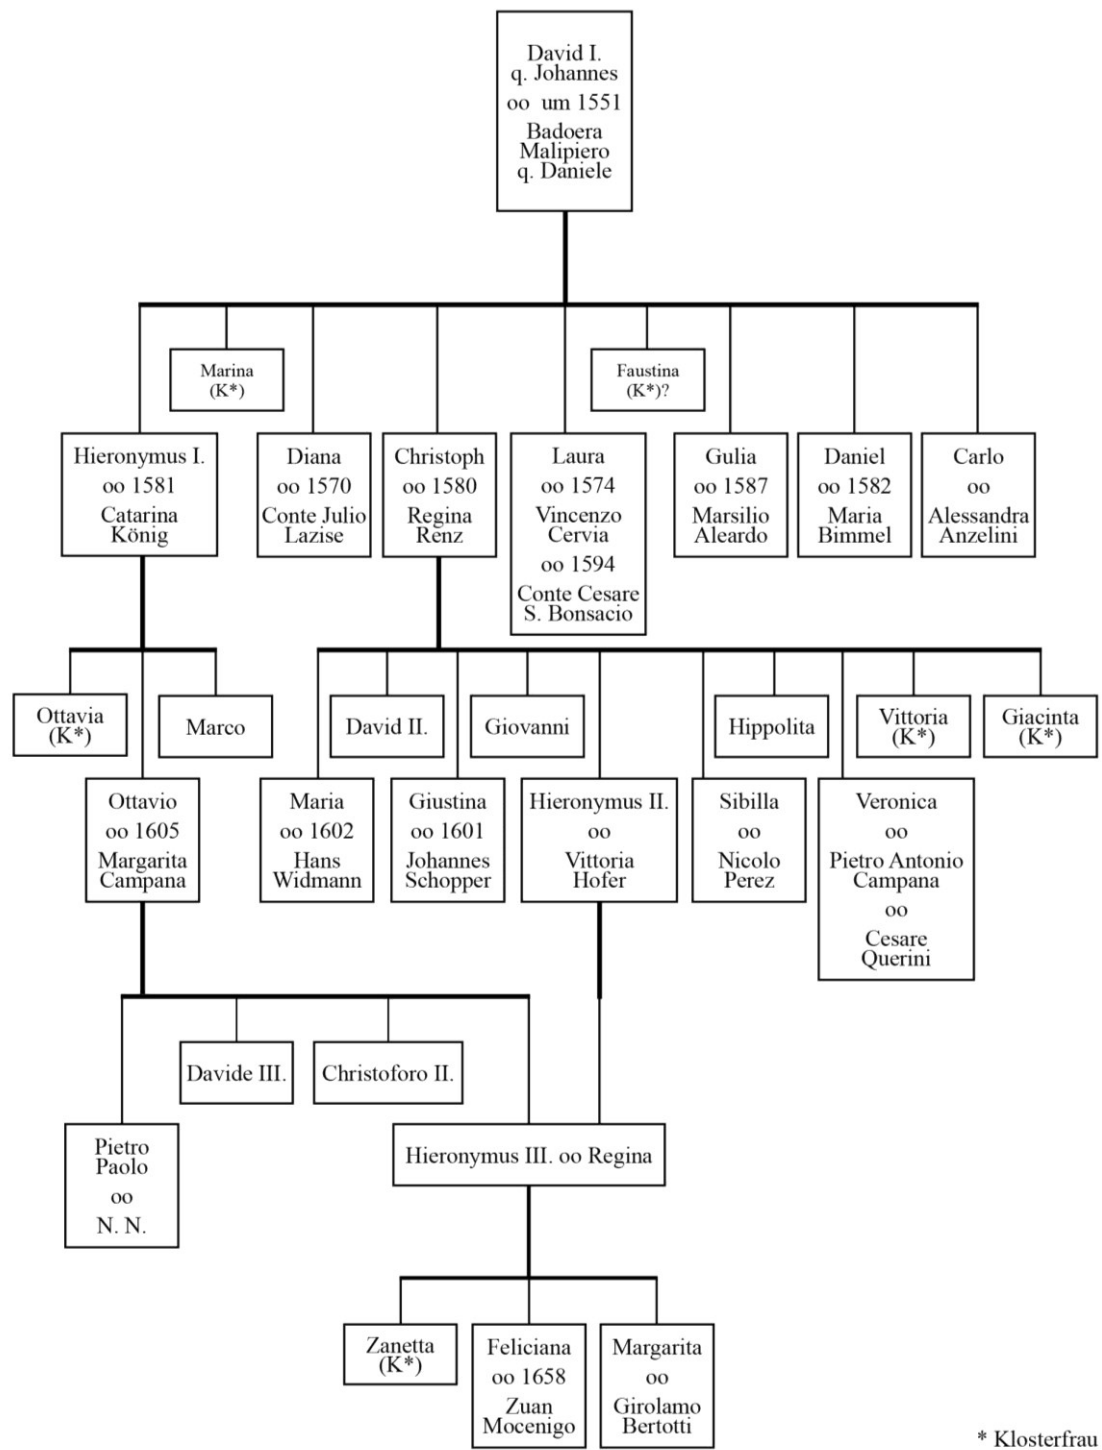 David I.
q. Johannes
oo um 1551
Badoera
Malipiero
q. Daniele
Marina
(K*)
Faustina
(K*)?
Hieronymus I.
oo 1581
Catarina
König
Diana
oo 1570
Conte Julio
Lazise
Christoph
oo 1580
Regina
Renz
Laura
oo 1574
Vincenzo
Cervia
oo 1594
Conte Cesare
S. Bonsacio
Gulia
oo 1587
Marsilio
Aleardo
Daniel
oo 1582
Maria
Bimmel
Carlo
oo
Alessandra
Anzelini
Ottavia
(K*)
Marco
David II.
Giovanni
Hippolita
Vittoria
(K*)
Giacinta
(K*)
Ottavio
oo 1605
Margarita
Campana
Maria
oo 1602
Hans
Widmann
Giustina
oo 1601
Johannes
Schopper
Hieronymus II.
oo
Vittoria
Hofer
Sibilla
oo
Nicolo
Perez
Veronica
oo
Pietro Antonio
Campana
oo
Cesare
Querini
Davide III.
Christoforo II.
Pietro
Paolo
oo
N. N.
Hieronymus III. oo Regina
Zanetta
(K*)
Feliciana
oo 1658
Zuan
Mocenigo
Margarita
oo
Girolamo
Bertotti
* Klosterfrau